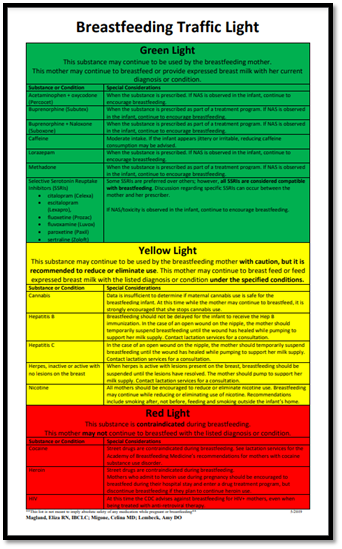 Breastfeeding Traffic Light
Green Light
This substance may continue to be used by the breastfeeding mother.
This mother may continue to breastfeed or provide expressed breast milk with her current
diagnosis or condition.
Substance or Condition Special Considerations
Acetaminophen + oxycodone When the substance is prescribed. If NAS is observed in the infant, continue to
(Percocet) encourage breastfeeding.
Buprenorphine (Subutex) When the substance is prescribed as part of a treatment program. If NAS is observed
in the infant, continue to encourage breastfeeding.
Buprenorphine + Naloxone When the substance is prescribed as part of a treatment program. If NAS is observed
(Suboxone) in the infant, continue to encourage breastfeeding.
Caffeine Moderate intake. If the infant appears jittery or irritable, reducing caffeine
consumption may be advised.
Lorazepam When the substance is prescribed. If NAS is observed in the infant, continue to
encourage breastfeeding.
Methadone When the substance is prescribed as part of a treatment program. If NAS is observed
in the infant, continue to encourage breastfeeding.
Selective Serotonin Reuptake Some SSRIs are preferred over others; however, all SSRIs are considered compatible
Inhibitors (SSRIs) with breastfeeding. Discussion regarding specific SSRIs can occur between the
• citalopram (Celexa) mother and her prescriber.
• escitalopram
(Lexapro), If NAS/toxicity is observed in infant, continue to encourage breastfeeding.
• fluoxetine (Prozac)
• fluvoxamine (Luvox)
• paroxetine (Paxil)
• sertraline (Zoloft)
Yellow Light
This substance may continue to be used by the breastfeeding mother with caution, but it is
recommended to reduce or eliminate use. This mother may continue to breast feed or feed
expressed breast milk with the listed diagnosis or condition under the specified conditions.
Substance or Condition Special Considerations
Cannabis Data is insufficient to determine if maternal cannabis use is safe for the breastfeeding
infant. At this time while the mother may continue to breastfeed, it is
strongly encouraged that she stops cannabis use.
Hepatitis B Breastfeeding should not be delayed for the infant to receive the Hep B
immunization. In the case of an open wound on the nipple, the mother should
temporarily suspend breastfeeding until the wound has healed while pumping to
support her milk supply. Contact lactation services for a consultation.
Hepatitis C In the case of an open wound on the nipple, the mother should temporarily suspend
breastfeeding until the wound has healed while pumping to support her milk supply.
Contact lactation services for a consultation.
Herpes, inactive or active with When herpes is active with lesions present on the breast, breastfeeding should be
no lesions on the breast suspended until the lesions have resolved. The mother should pump to support her
milk supply. Contact lactation services for a consultation.
Nicotine All mothers should be encouraged to reduce or eliminate nicotine use. Breastfeeding
may continue while reducing or eliminating use of nicotine. Recommendations
include smoking after, not before, feeding and smoking outside the infant's home.
Red Light
This substance is contraindicated during breastfeeding.
This mother may not continue to breastfeed with the listed diagnosis or condition.
Substance or Condition Special Considerations
Cocaine Street drugs are contraindicated during breastfeeding. See lactation services for the
Academy of Breastfeeding Medicine's recommendations for mothers with cocaine
substance use disorder.
Heroin Street drugs are contraindicated during breastfeeding.
Mothers who admit to heroin use during pregnancy should be encouraged to
breastfeed during their hospital stay and enter a drug treatment program, but
discontinue breastfeeding if they plan to continue heroin use.
HIV At this time the CDC advises against breastfeeding for HIV+ mothers, even when
being treated with anti-retroviral therapy.
**This list is not meant to imply absolute safety of any medication while pregnant or breastfeeding**
Magland, Eliza RN, IBCLC; Migone, Celina MD; Lembeck, Amy DO